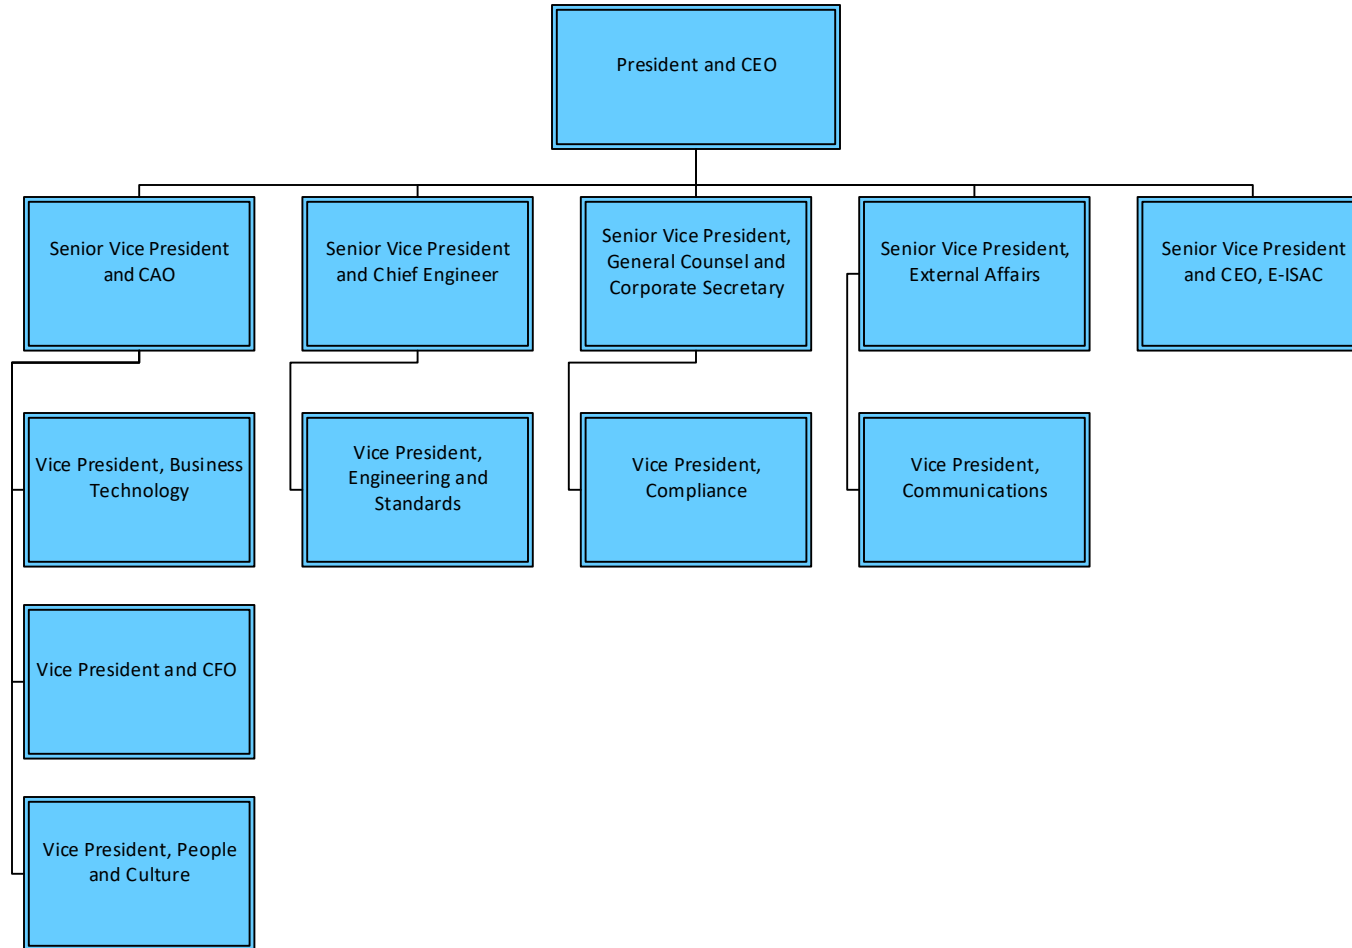 President and CEO
Senior Vice President
and CAO
Senior Vice President
and Chief Engineer
Senior Vice President,
General Counsel and
Corporate Secretary
Senior Vice President,
External Affairs
Senior Vice President
and CEO, E-ISAC
Vice President, Business
Technology
Vice President,
Engineering and
Standards
Vice President,
Compliance
Vice President,
Communications
Vice President and CFO
Vice President, People
and Culture